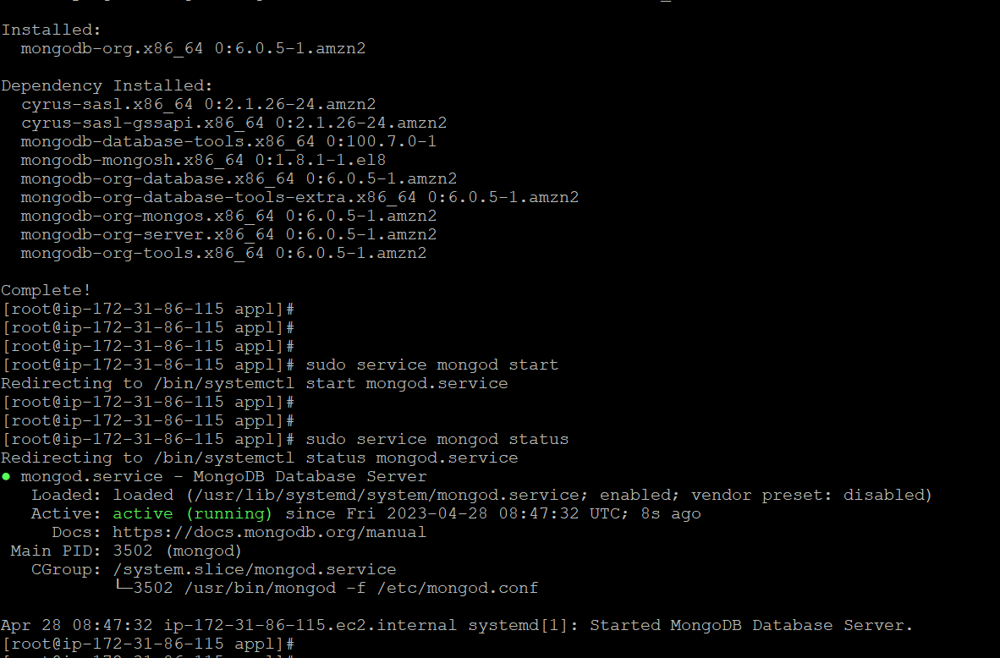 Installed:
  mongodb-org.x86_64 0:6.0.5-1.amzn2

Dependency Installed:
  cyrus-sasl.x86_64 0:2.1.26-24.amzn2
  cyrus-sasl-gssapi.x86_64 0:2.1.26-24.amzn2
  mongodb-database-tools.x86_64 0:100.7.0-1
  mongodb-mongosh.x86_64 0:1.8.1-1.el8
  mongodb-org-database.x86_64 0:6.0.5-1.amzn2
  mongodb-org-database-tools-extra.x86_64 0:6.0.5-1.amzn2
  mongodb-org-mongos.x86_64 0:6.0.5-1.amzn2
  mongodb-org-server.x86_64 0:6.0.5-1.amzn2
  mongodb-org-tools.x86_64 0:6.0.5-1.amzn2

Complete!
[root@ip-172-31-86-115 appl]#
[root@ip-172-31-86-115 appl]#
[root@ip-172-31-86-115 appl]#
[root@ip-172-31-86-115 appl]# sudo service mongod start
Redirecting to /bin/systemctl start mongod.service
[root@ip-172-31-86-115 appl]#
[root@ip-172-31-86-115 appl]#
[root@ip-172-31-86-115 appl]# sudo service mongod status
Redirecting to /bin/systemctl status mongod.service
● mongod.service - MongoDB Database Server
   Loaded: loaded (/usr/lib/systemd/system/mongod.service; enabled; vendor preset: disabled)
   Active: active (running) since Fri 2023-04-28 08:47:32 UTC; 8s ago
     Docs: https://docs.mongodb.org/manual
 Main PID: 3502 (mongod)
   CGroup: /system.slice/mongod.service
           └─3502 /usr/bin/mongod -f /etc/mongod.conf

Apr 28 08:47:32 ip-172-31-86-115.ec2.internal systemd[1]: Started MongoDB Database Server.
[root@ip-172-31-86-115 appl]#